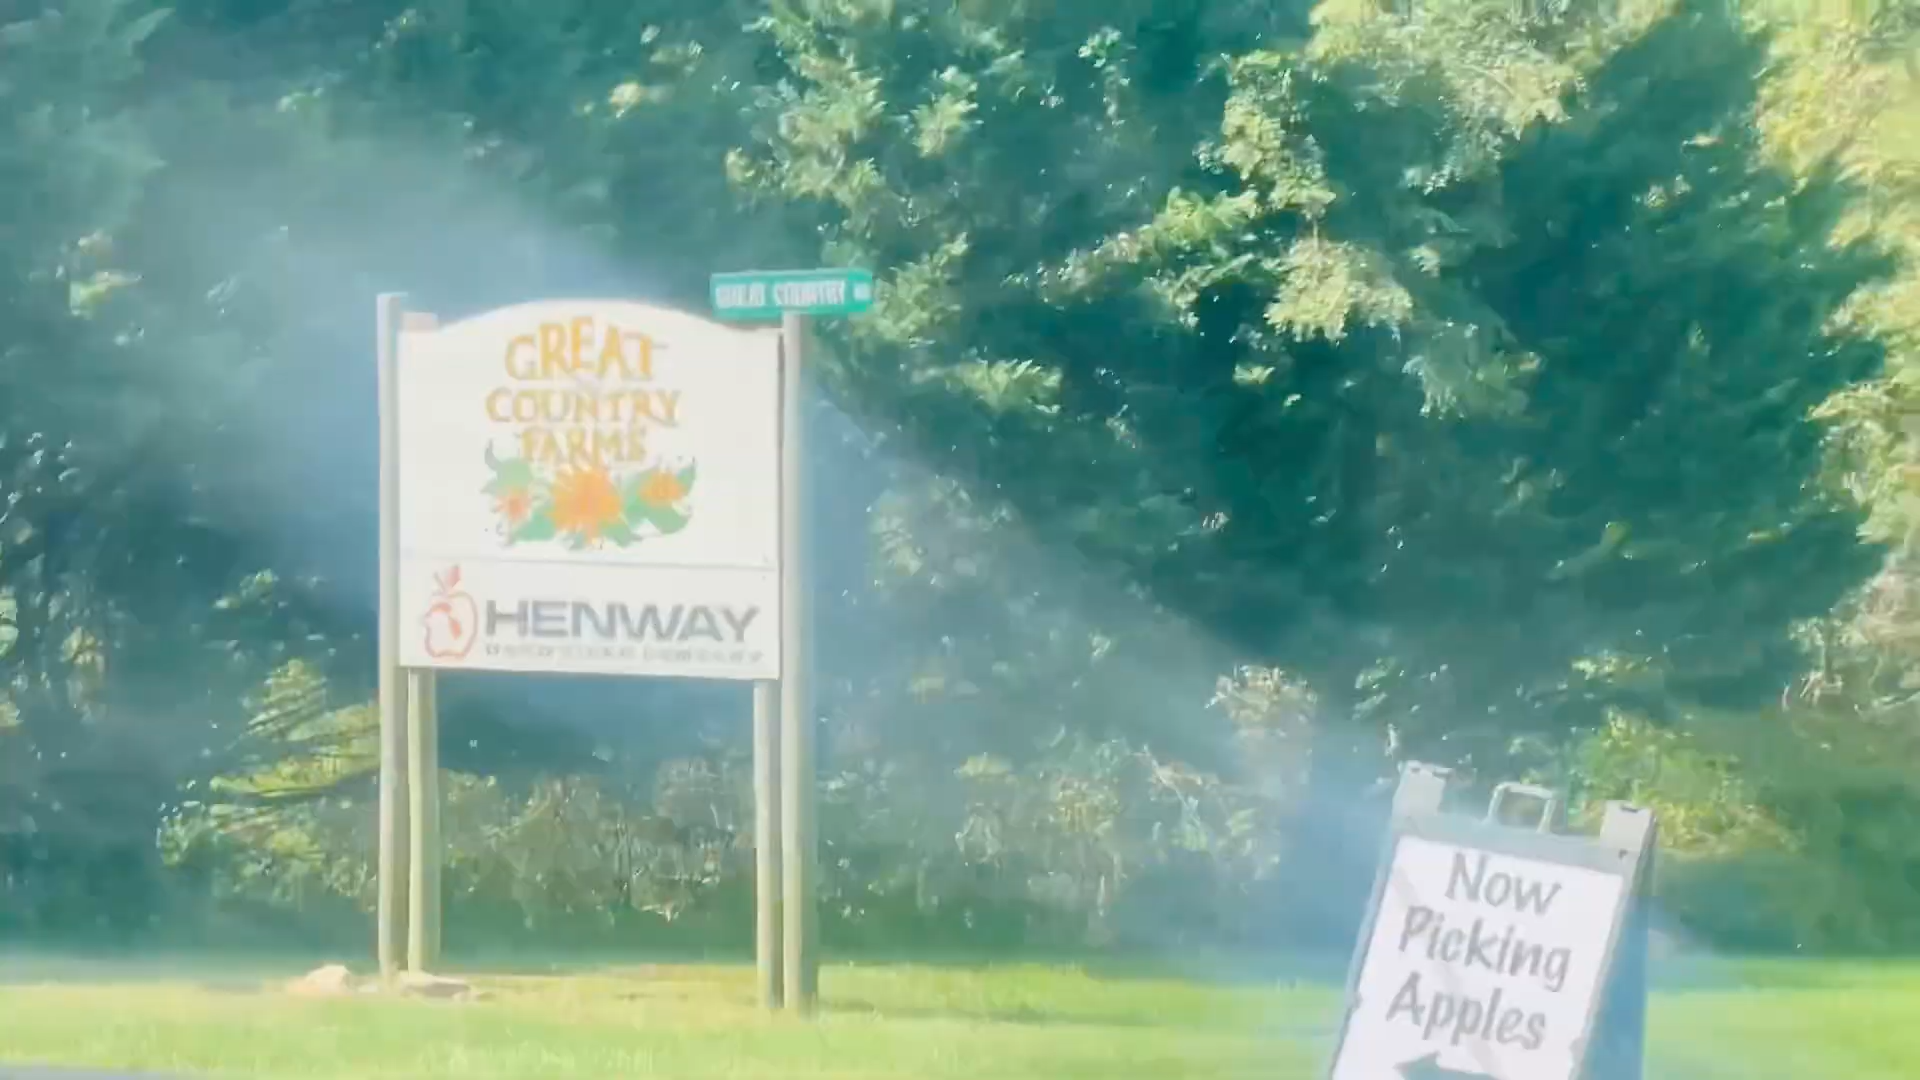 GREAT COUNTRY
GREAT
COUNTRY
FARMS
HENWAY
Now
Picking
Apples